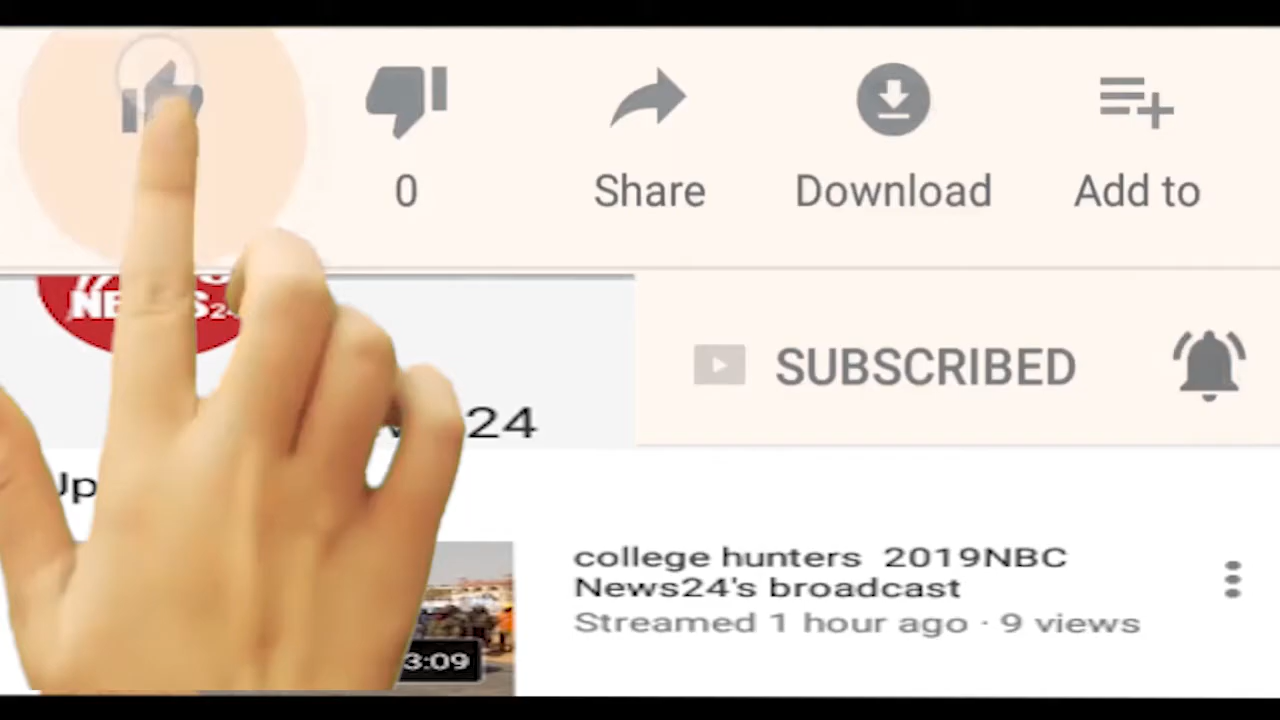 0
Share
Download
Add to
SUBSCRIBED
24
Up
college hunters 2019NBC
News24's broadcast
Streamed 1 hour ago · 9 views
3:09